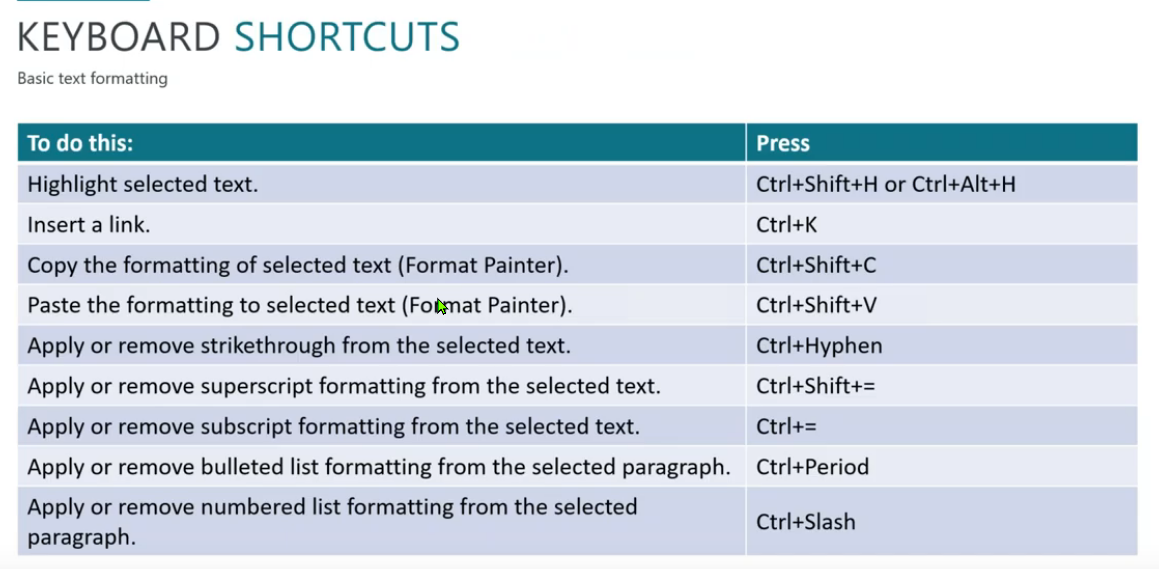 KEYBOARD SHORTCUTS
Basic text formatting
To do this: Press
Highlight selected text. Ctrl+Shift+H or Ctrl+Alt+H
Insert a link. Ctrl+K
Copy the formatting of selected text (Format Painter). Ctrl+Shift+C
Paste the formatting to selected text (Format Painter). Ctrl+Shift+V
Apply or remove strikethrough from the selected text. Ctrl+Hyphen
Apply or remove superscript formatting from the selected text. Ctrl+Shift+=
Apply or remove subscript formatting from the selected text. Ctrl+=
Apply or remove bulleted list formatting from the selected paragraph. Ctrl+Period
Apply or remove numbered list formatting from the selected
paragraph.
Ctrl+Slash